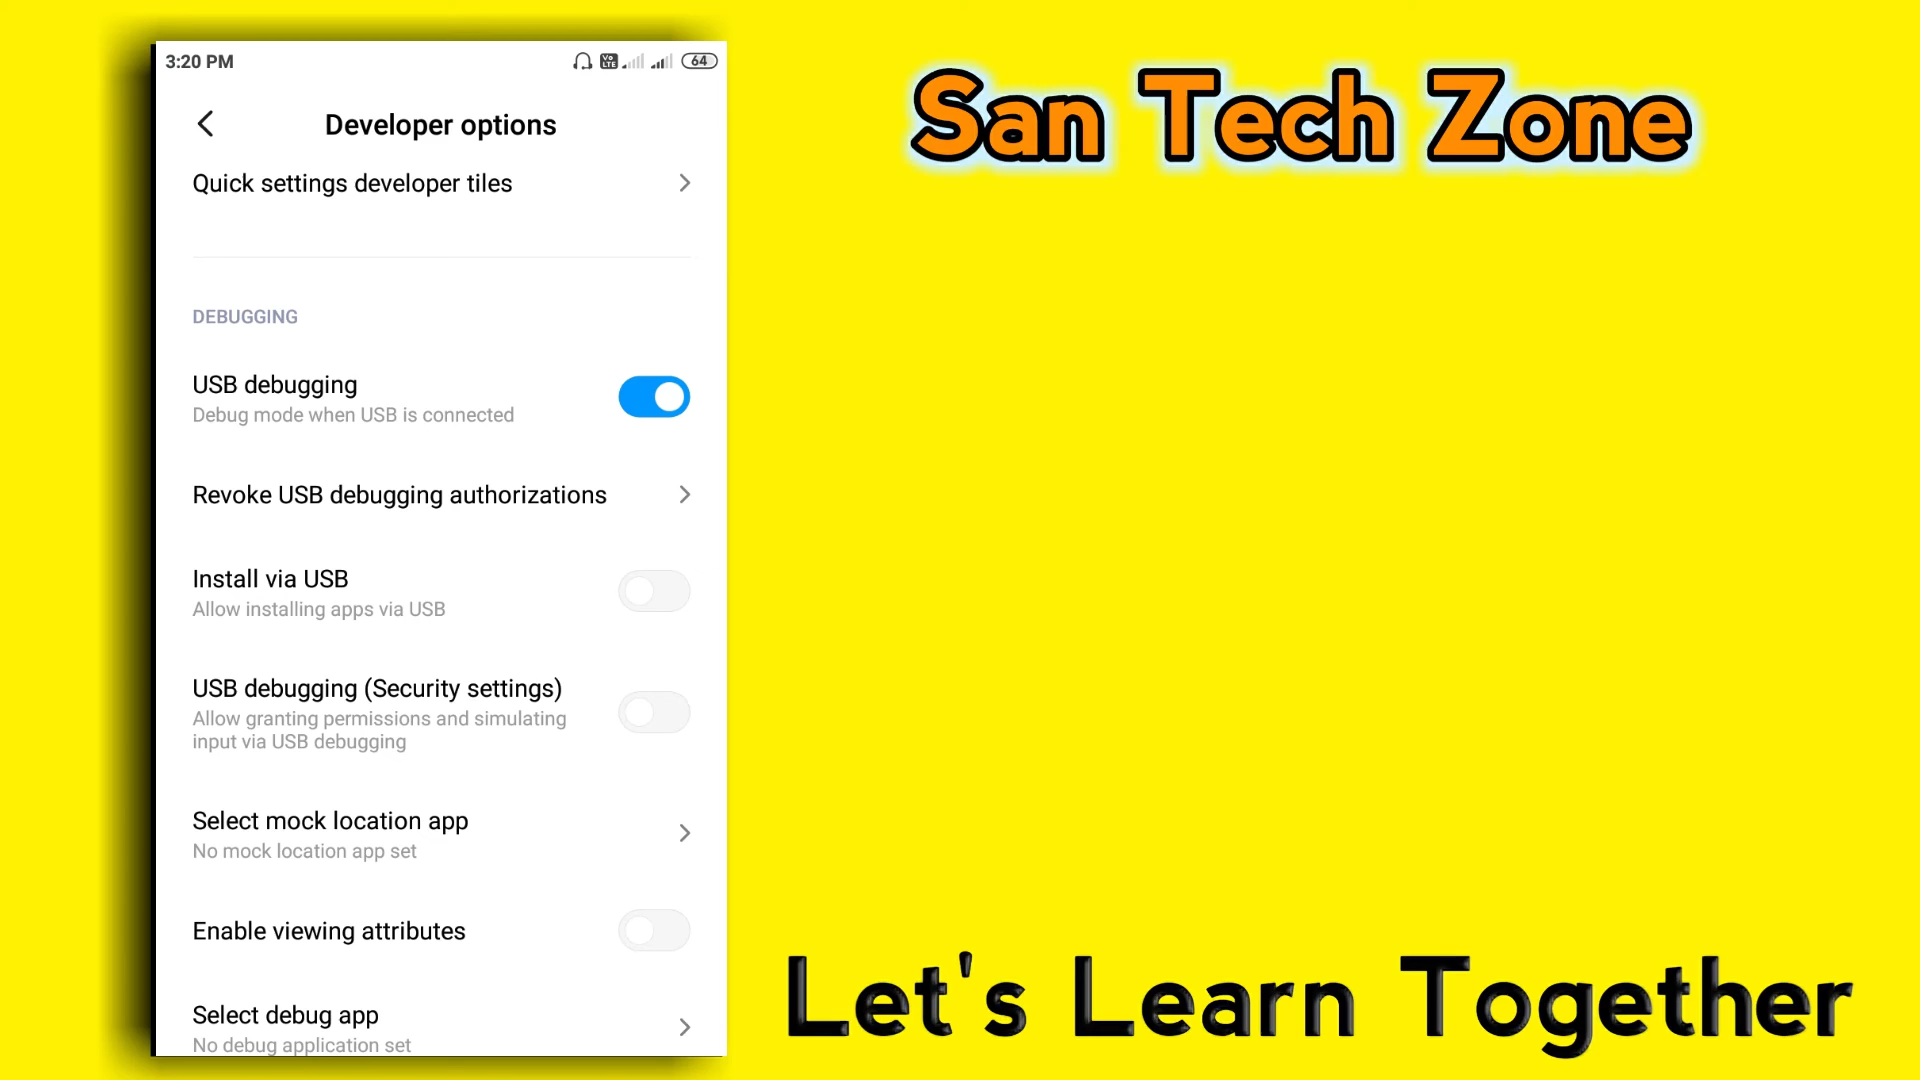 3:20 PM
Vo LTE
64
Developer options
Quick settings developer tiles
DEBUGGING
USB debugging
Debug mode when USB is connected
Revoke USB debugging authorizations
Install via USB
Allow installing apps via USB
USB debugging (Security settings)
Allow granting permissions and simulating
input via USB debugging
Select mock location app
No mock location app set
Enable viewing attributes
Select debug app
No debug application set
San Tech Zone
Let's Learn Together